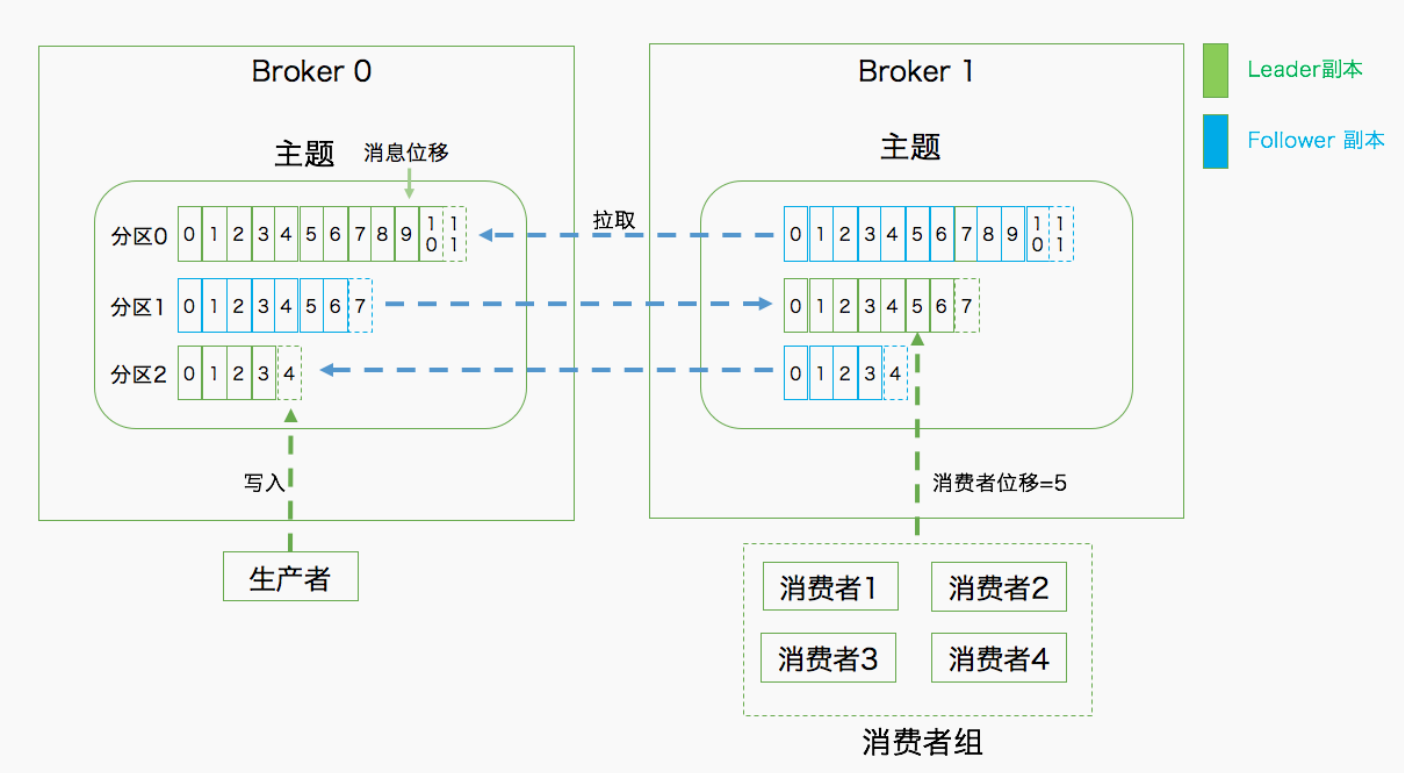 Broker 0
Broker 1
Leader副本
Follower 副本
主题
消息位移
主题
分区0 0 1 2 3 4 5 6 7 8 9 10 11
拉取
0 1 2 3 4 5 6 7 8 9 10 11
分区1 0 1 2 3 4 5 6 7
0 1 2 3 4 5 6 7
分区2 0 1 2 3 4
0 1 2 3 4
写入
消费者位移=5
生产者
消费者1
消费者2
消费者3
消费者4
消费者组